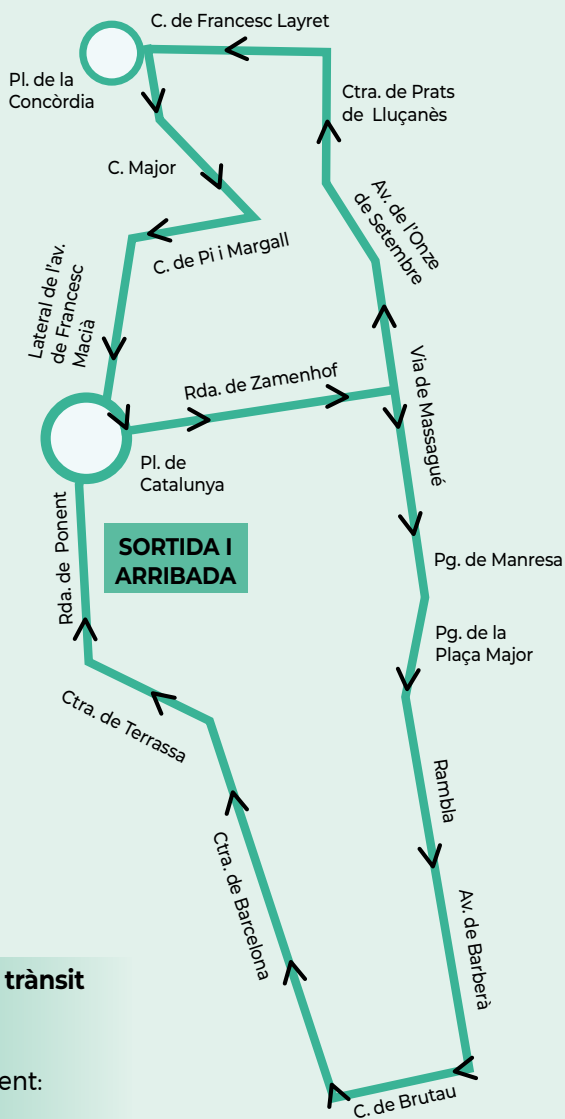 C. de Francesc Layret
Pl. de la
Concòrdia
Ctra. de Prats
de Lluçanès
C. Major
Av. de l'Onze
de Setembre
C. de Pi i Margall
Lateral de l'av.
de Francesc
Macià
Rda. de Zamenhof
Via de Massagué
Pl. de
Catalunya
Rda. de Ponent
SORTIDA I
ARRIBADA
Pg. de Manresa
Pg. de la
Plaça Major
Ctra. de Terrassa
Rambla
Ctra. de Barcelona
Av. de Barberà
trànsit
ent:
C. de Brutau